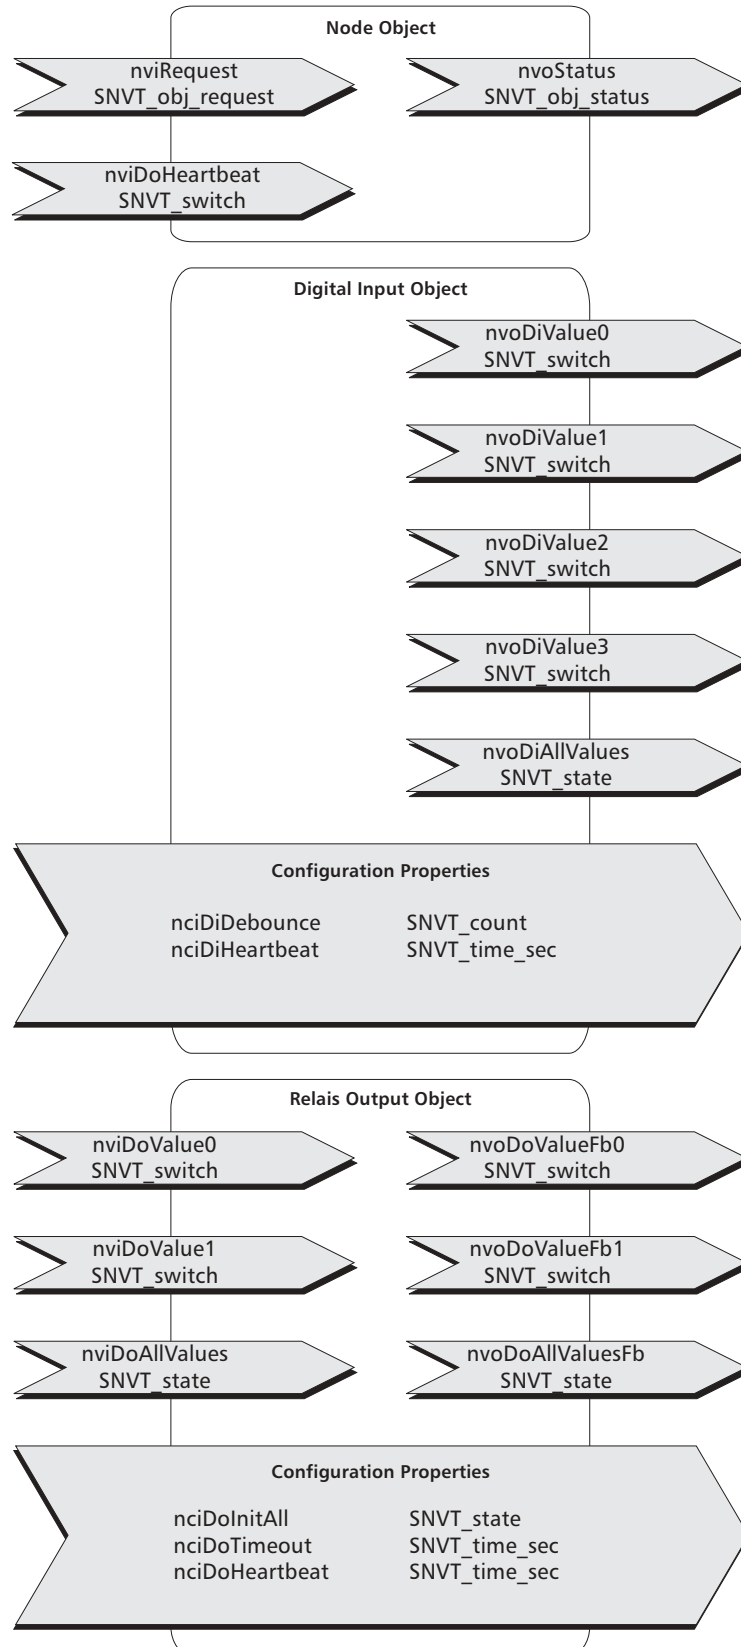 Node Object
nviRequest
SNVT_obj_request
nvoStatus
SNVT_obj_status
nviDoHeartbeat
SNVT_switch
Digital Input Object
nvoDiValue0
SNVT_switch
nvoDiValue1
SNVT_switch
nvoDiValue2
SNVT_switch
nvoDiValue3
SNVT_switch
nvoDiAllValues
SNVT_state
Configuration Properties
nciDiDebounce SNVT_count
nciDiHeartbeat SNVT_time_sec
Relais Output Object
nviDoValue0
SNVT_switch
nvoDoValueFb0
SNVT_switch
nviDoValue1
SNVT_switch
nvoDoValueFb1
SNVT_switch
nviDoAllValues
SNVT_state
nvoDoAllValuesFb
SNVT_state
Configuration Properties
nciDoInitAll SNVT_state
nciDoTimeout SNVT_time_sec
nciDoHeartbeat SNVT_time_sec